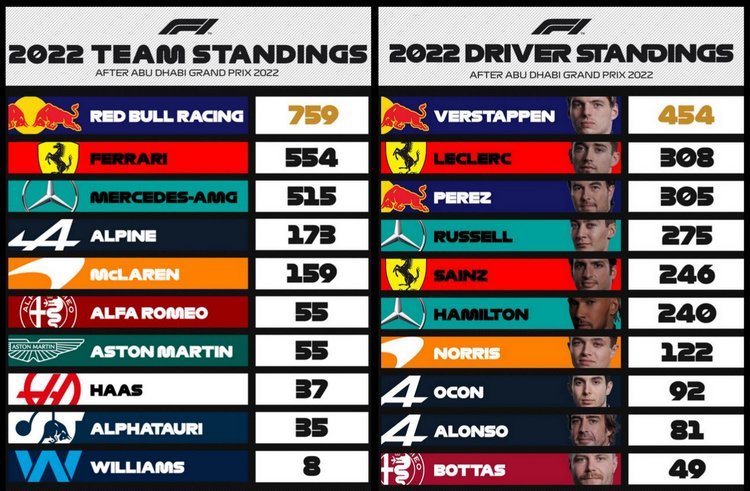 F1
2022 TEAM STANDINGS
AFTER ABU DHABI GRAND PRIX 2022
RED BULL RACING 759
FERRARI 554
MERCEDES-AMG 515
ALPINE 173
McLAREN 159
ALFA ROMEO 55
ASTON MARTIN 55
HAAS 37
ALPHATAURI 35
WILLIAMS 8
F1
2022 DRIVER STANDINGS
AFTER ABU DHABI GRAND PRIX 2022
VERSTAPPEN 454
LECLERC 308
PEREZ 305
RUSSELL 275
SAINZ 246
HAMILTON 240
NORRIS 122
OCON 92
ALONSO 81
BOTTAS 49